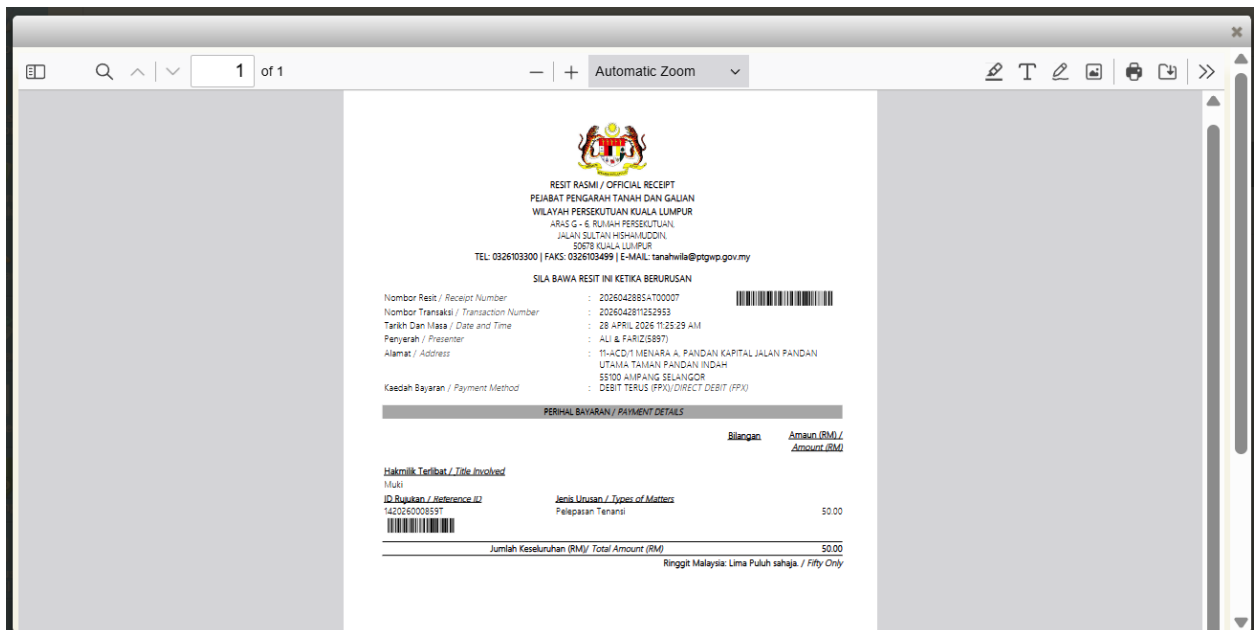 1 of 1
Automatic Zoom
RESIT RASMI / OFFICIAL RECEIPT
PEJABAT PENGARAH TANAH DAN GALIAN
WILAYAH PERSEKUTUAN KUALA LUMPUR
ARAS G - 6, RUMAH PERSEKUTUAN,
JALAN SULTAN HISHAMUDDIN,
50678 KUALA LUMPUR
TEL: 0326103300 | FAKS: 0326103499 | E-MAIL: tanahwila@ptgwp.gov.my
SILA BAWA RESIT INI KETIKA BERURUSAN
Nombor Resit / Receipt Number : 20260428BSAT00007
Nombor Transaksi / Transaction Number : 2026042811252953
Tarikh Dan Masa / Date and Time : 28 APRIL 2026 11:25:29 AM
Penyerah / Presenter : ALI & FARIZ(5897)
Alamat / Address : 11-ACD/1 MENARA A, PANDAN KAPITAL JALAN PANDAN
UTAMA TAMAN PANDAN INDAH
55100 AMPANG SELANGOR
Kaedah Bayaran / Payment Method : DEBIT TERUS (FPX)/DIRECT DEBIT (FPX)
PERIHAL BAYARAN / PAYMENT DETAILS
Bilangan Amaun (RM) /
Amount (RM)
Hakmilik Terlibat / Title Involved
Muki
ID Rujukan / Reference ID Jenis Urusan / Types of Matters
142026000859T Pelepasan Tenansi 50.00
Jumlah Keseluruhan (RM)/ Total Amount (RM) 50.00
Ringgit Malaysia: Lima Puluh sahaja. / Fifty Only